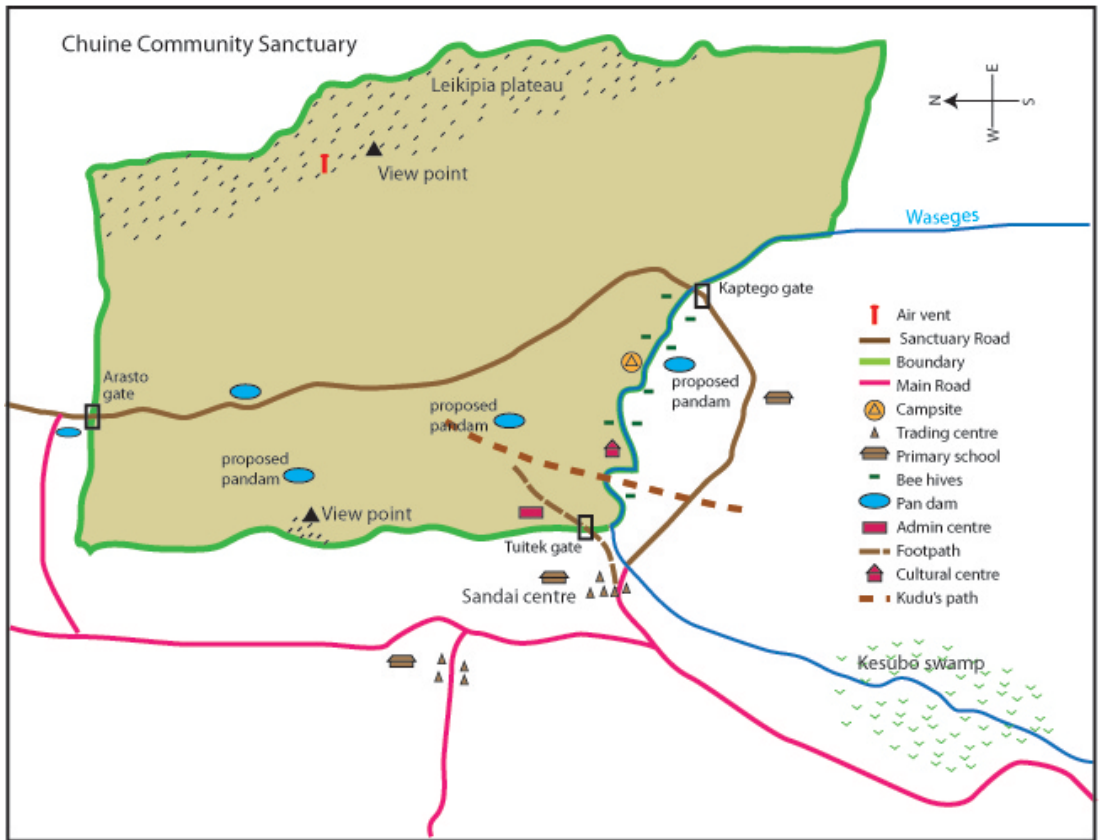 Chuine Community Sanctuary
Leikipia plateau
View point
E
N
S
W
Waseges
Kaptego gate
Arasto
gate
proposed
pandam
proposed
pandam
proposed
pandam
View point
Tuitek gate
Sandai centre
Kesubo swamp
Air vent
Sanctuary Road
Boundary
Main Road
Campsite
Trading centre
Primary school
Bee hives
Pan dam
Admin centre
Footpath
Cultural centre
Kudu's path